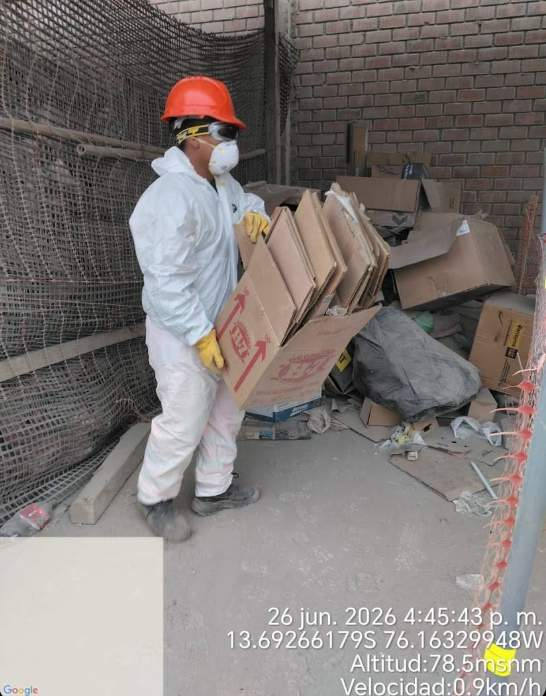 26 jun. 2026 4:45:43 p. m.
13.69266179S 76.16329948W
Altitud:78.5msnm
Velocidad:0.9km/h
Google